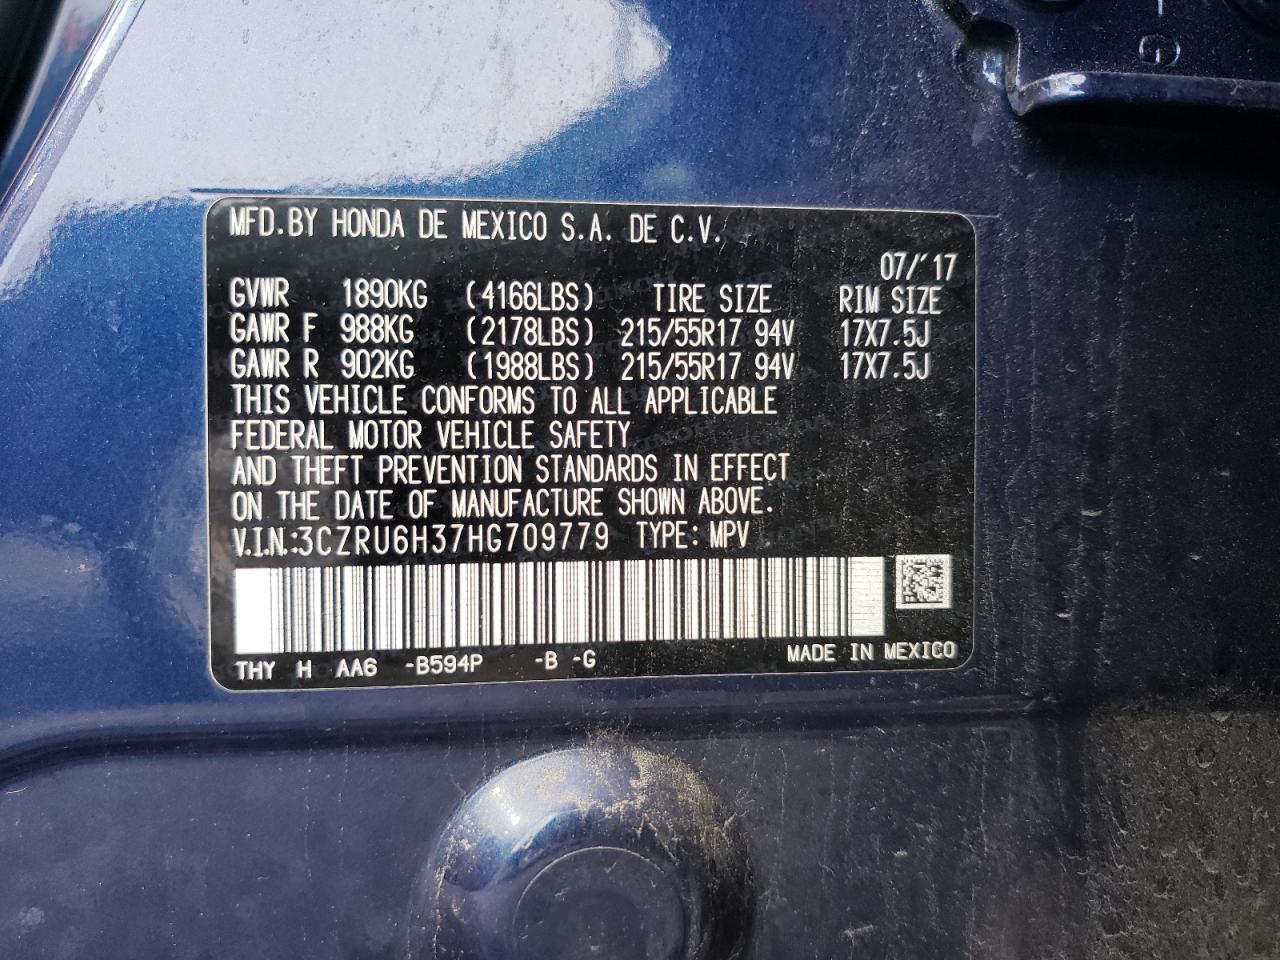 MFD.BY HONDA DE MEXICO S.A. DE C.V.
07/'17
GVWR 1890KG (4166LBS) TIRE SIZE RIM SIZE
GAWR F 988KG (2178LBS) 215/55R17 94V 17X7.5J
GAWR R 902KG (1988LBS) 215/55R17 94V 17X7.5J
THIS VEHICLE CONFORMS TO ALL APPLICABLE
FEDERAL MOTOR VEHICLE SAFETY
AND THEFT PREVENTION STANDARDS IN EFFECT
ON THE DATE OF MANUFACTURE SHOWN ABOVE.
V.I.N.:3CZRU6H37HG709779 TYPE: MPV
THY H AA6 -B594P -B -G MADE IN MEXICO